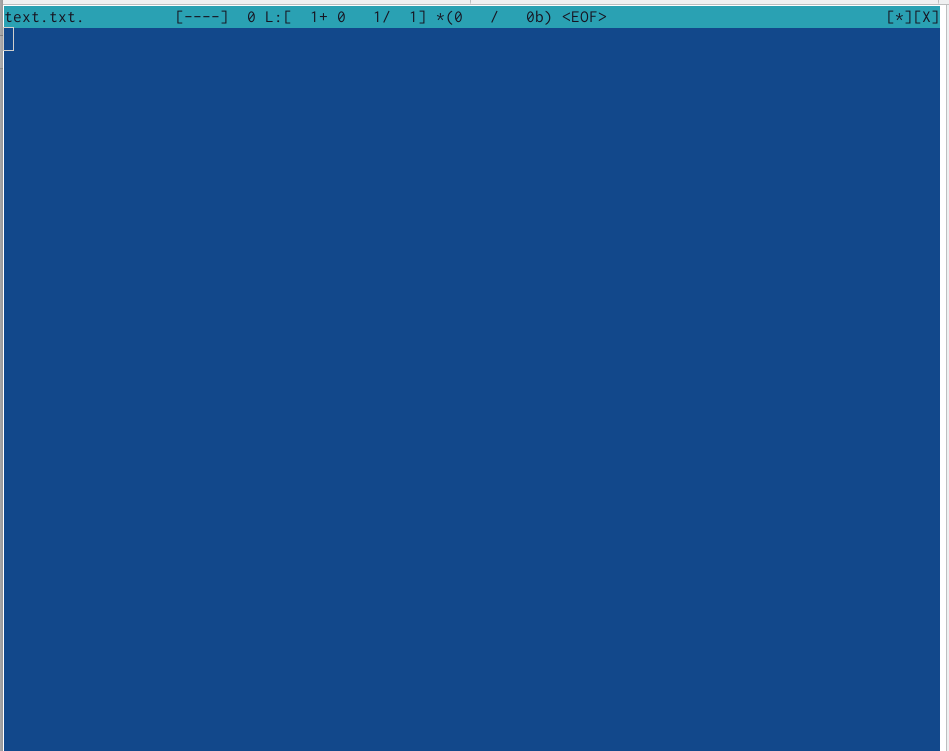 text.txt. [----] 0 L:[ 1+ 0 1/ 1] *(0 / 0b) <EOF> [*][X]